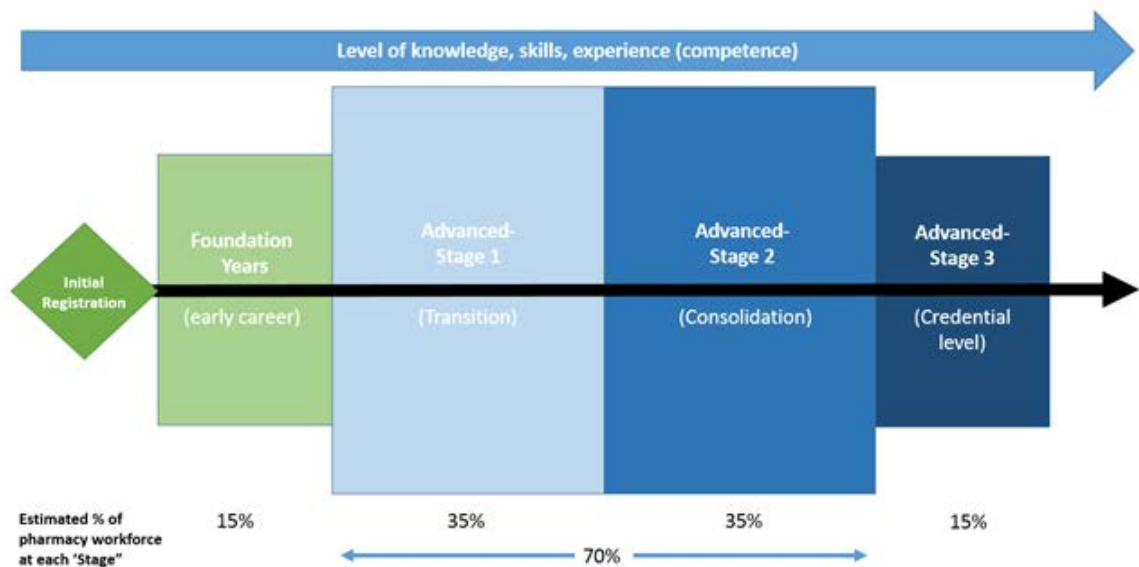 Level of knowledge, skills, experience (competence)
Initial
Registration
Foundation
Years
(early career)
Advanced-
Stage 1
(Transition)
Advanced-
Stage 2
(Consolidation)
Advanced-
Stage 3
(Credential
level)
Estimated % of
pharmacy workforce
at each ‘Stage”
15%
35%
35%
15%
70%